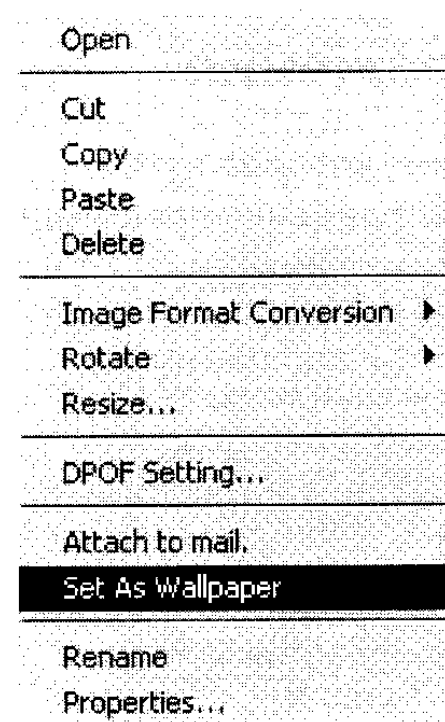 Open
Cut
Copy
Paste
Delete
Image Format Conversion
Rotate
Resize...
DPOF Setting...
Attach to mail.
Set As Wallpaper
Rename
Properties...